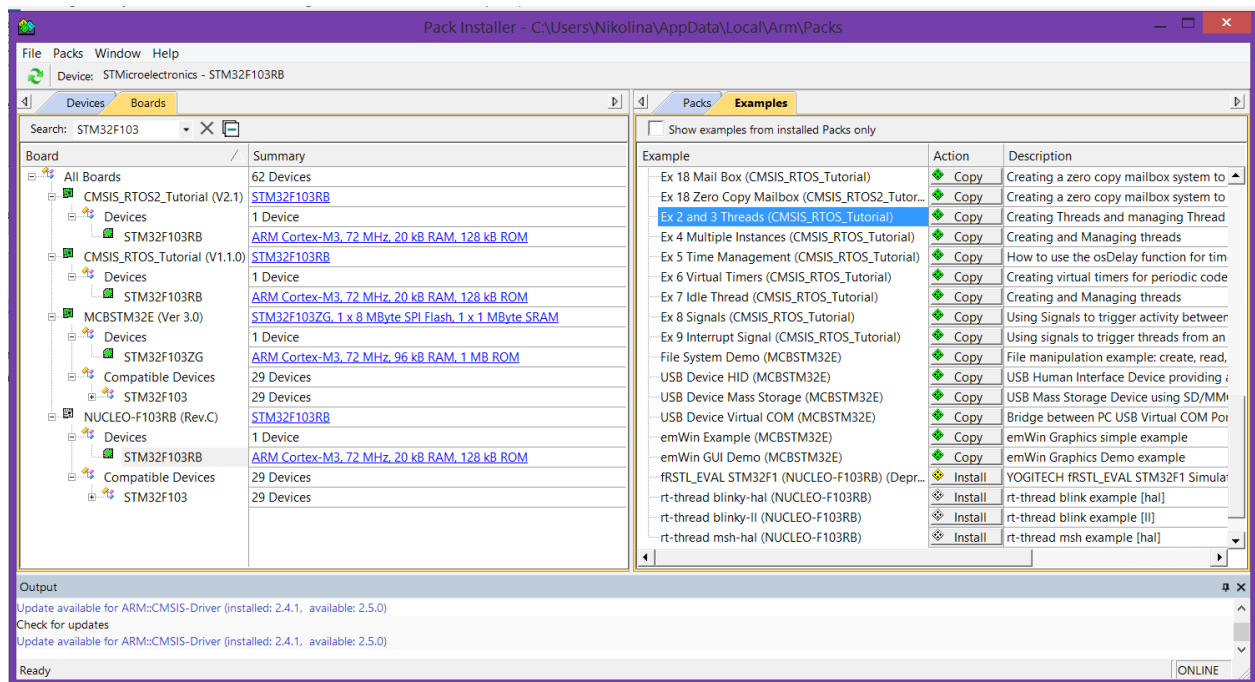 Pack Installer - C:\Users\Nikolina\AppData\Local\Arm\Packs
File Packs Window Help
Device: STMicroelectronics - STM32F103RB
Devices Boards
Search: STM32F103
Board Summary
All Boards 62 Devices
CMSIS_RTOS2_Tutorial (V2.1) STM32F103RB
Devices 1 Device
STM32F103RB ARM Cortex-M3, 72 MHz, 20 kB RAM, 128 kB ROM
CMSIS_RTOS_Tutorial (V1.1.0) STM32F103RB
Devices 1 Device
STM32F103RB ARM Cortex-M3, 72 MHz, 20 kB RAM, 128 kB ROM
MCBSTM32E (Ver 3.0) STM32F103ZG, 1 x 8 MByte SPI Flash, 1 x 1 MByte SRAM
Devices 1 Device
STM32F103ZG ARM Cortex-M3, 72 MHz, 96 kB RAM, 1 MB ROM
Compatible Devices 29 Devices
STM32F103 29 Devices
NUCLEO-F103RB (Rev.C) STM32F103RB
Devices 1 Device
STM32F103RB ARM Cortex-M3, 72 MHz, 20 kB RAM, 128 kB ROM
Compatible Devices 29 Devices
STM32F103 29 Devices
Packs Examples
Show examples from installed Packs only
Example Action Description
Ex 18 Mail Box (CMSIS_RTOS_Tutorial) Copy Creating a zero copy mailbox system to
Ex 18 Zero Copy Mailbox (CMSIS_RTOS2_Tutor... Copy Creating a zero copy mailbox system to
Ex 2 and 3 Threads (CMSIS_RTOS_Tutorial) Copy Creating Threads and managing Thread
Ex 4 Multiple Instances (CMSIS_RTOS_Tutorial) Copy Creating and Managing threads
Ex 5 Time Management (CMSIS_RTOS_Tutorial) Copy How to use the osDelay function for tim
Ex 6 Virtual Timers (CMSIS_RTOS_Tutorial) Copy Creating virtual timers for periodic code
Ex 7 Idle Thread (CMSIS_RTOS_Tutorial) Copy Creating and Managing threads
Ex 8 Signals (CMSIS_RTOS_Tutorial) Copy Using Signals to trigger activity between
Ex 9 Interrupt Signal (CMSIS_RTOS_Tutorial) Copy Using signals to trigger threads from an
File System Demo (MCBSTM32E) Copy File manipulation example: create, read,
USB Device HID (MCBSTM32E) Copy USB Human Interface Device providing
USB Device Mass Storage (MCBSTM32E) Copy USB Mass Storage Device using SD/MM
USB Device Virtual COM (MCBSTM32E) Copy Bridge between PC USB Virtual COM Por
emWin Example (MCBSTM32E) Copy emWin Graphics simple example
emWin GUI Demo (MCBSTM32E) Copy emWin Graphics Demo example
fRSTL_EVAL STM32F1 (NUCLEO-F103RB) (Depr... Install YOGITECH fRSTL_EVAL STM32F1 Simula
rt-thread blinky-hal (NUCLEO-F103RB) Install rt-thread blink example [hal]
rt-thread blinky-ll (NUCLEO-F103RB) Install rt-thread blink example [ll]
rt-thread msh-hal (NUCLEO-F103RB) Install rt-thread msh example [hal]
Output
Update available for ARM::CMSIS-Driver (installed: 2.4.1, available: 2.5.0)
Check for updates
Update available for ARM::CMSIS-Driver (installed: 2.4.1, available: 2.5.0)
Ready ONLINE